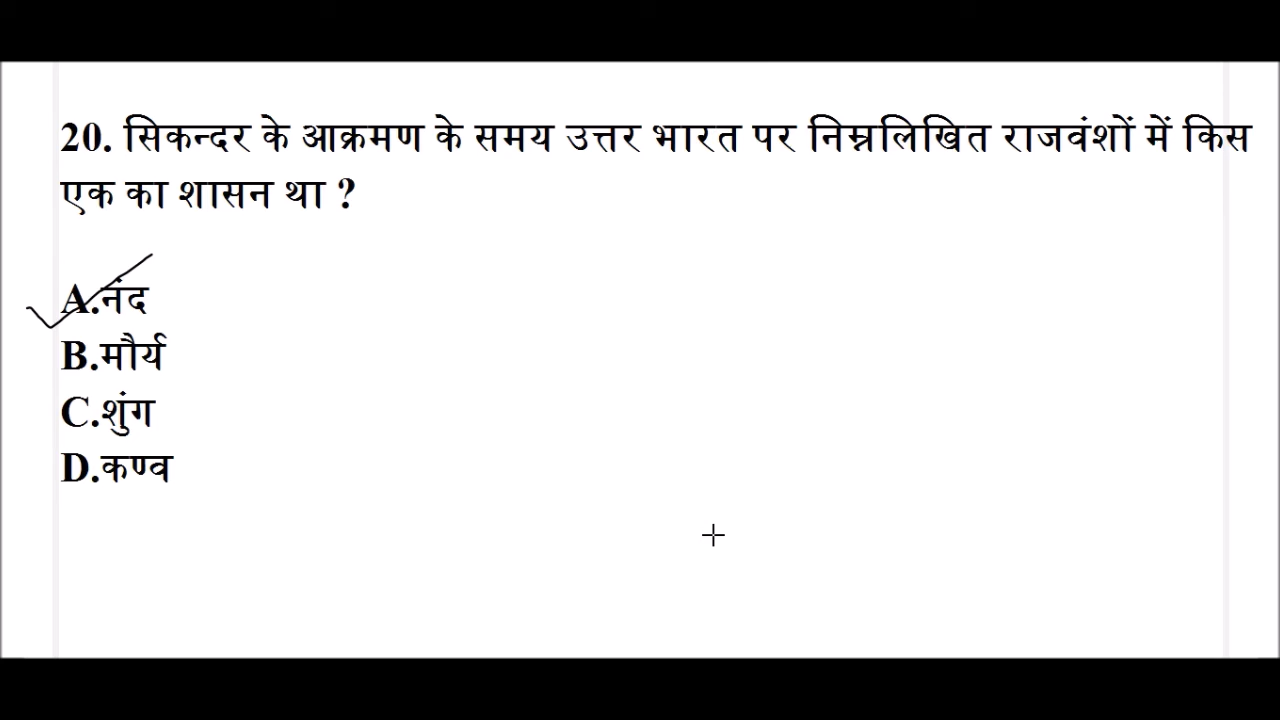 20. सिकन्दर के आक्रमण के समय उत्तर भारत पर निम्नलिखित राजवंशों में किस
एक का शासन था ?
A.नंद
B.मौर्य
C.शुंग
D.कण्व